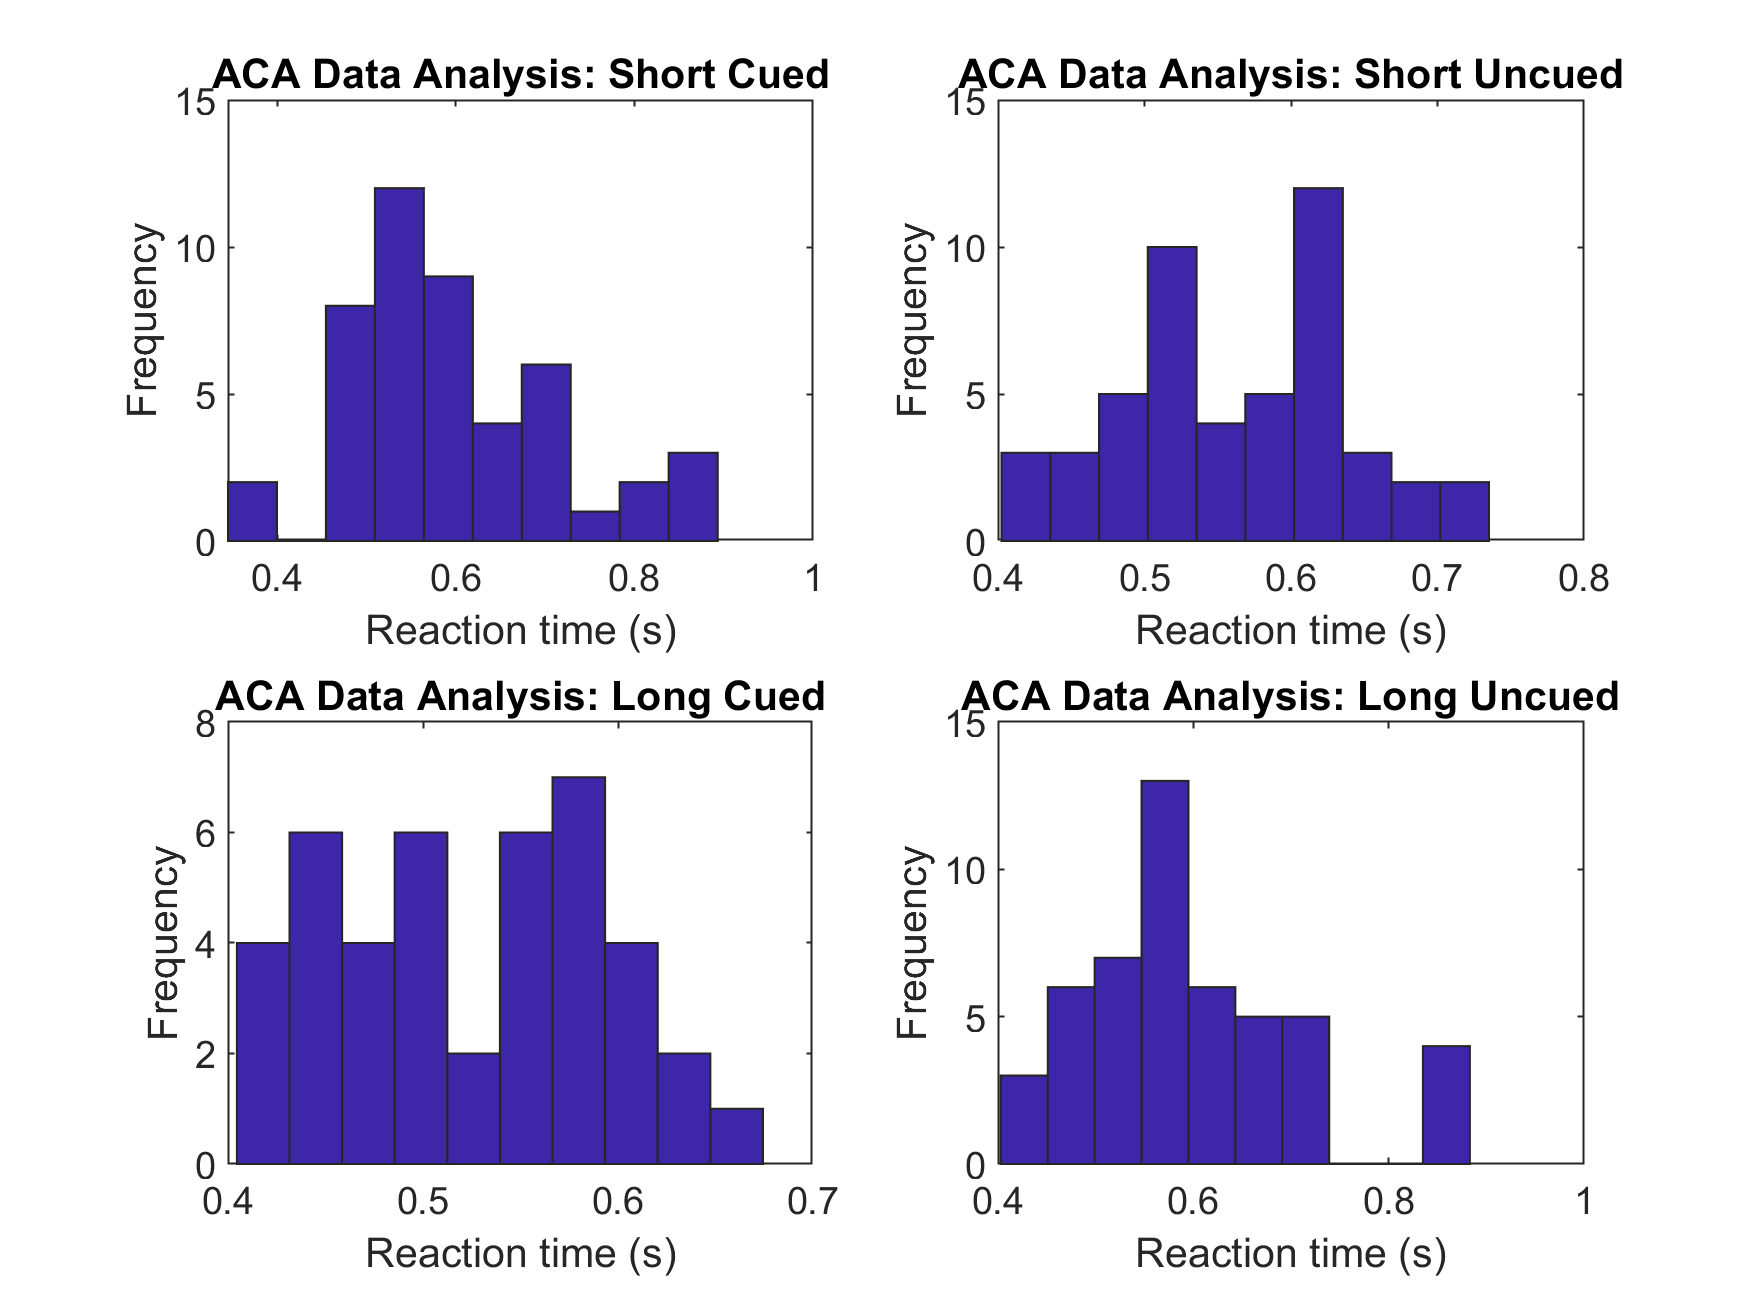 ACA Data Analysis: Short Cued
15
10
5
0
Frequency
0.4 0.6 0.8 1
Reaction time (s)
ACA Data Analysis: Short Uncued
15
10
5
0
Frequency
0.4 0.5 0.6 0.7 0.8
Reaction time (s)
ACA Data Analysis: Long Cued
8
6
4
2
0
Frequency
0.4 0.5 0.6 0.7
Reaction time (s)
ACA Data Analysis: Long Uncued
15
10
5
0
Frequency
0.4 0.6 0.8 1
Reaction time (s)